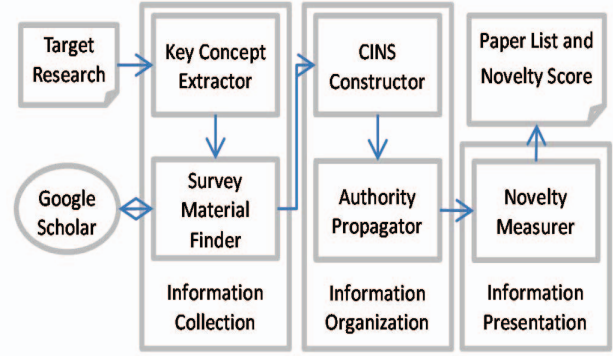 Target
Research
Key Concept
Extractor
CINS
Constructor
Paper List and
Novelty Score
Google
Scholar
Survey
Material
Finder
Authority
Propagator
Novelty
Measurer
Information
Collection
Information
Organization
Information
Presentation